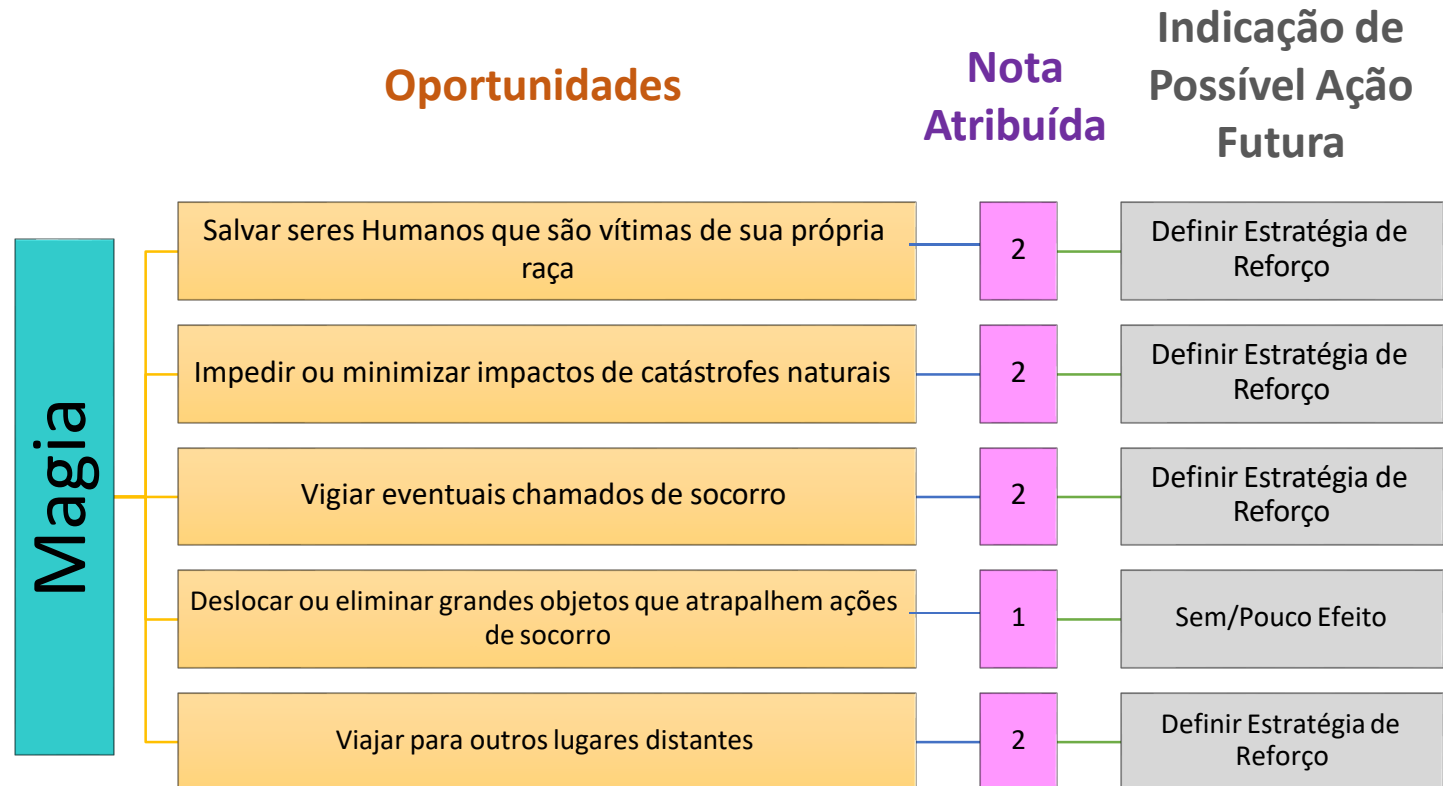 Oportunidades
Nota
Atribuída
Indicação de
Possível Ação
Futura
Magia
Salvar seres Humanos que são vítimas de sua própria
raça
2
Definir Estratégia de
Reforço
Impedir ou minimizar impactos de catástrofes naturais
2
Definir Estratégia de
Reforço
Vigiar eventuais chamados de socorro
2
Definir Estratégia de
Reforço
Deslocar ou eliminar grandes objetos que atrapalhem ações
de socorro
1
Sem/Pouco Efeito
Viajar para outros lugares distantes
2
Definir Estratégia de
Reforço